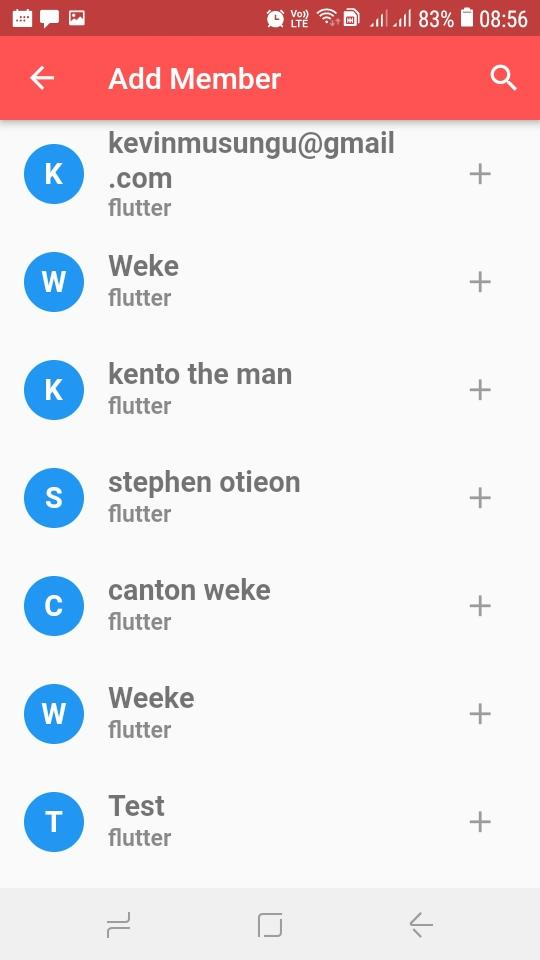 Vo) LTE 83% 08:56
Add Member
K
kevinmusungu@gmail
.com
flutter
W
Weke
flutter
K
kento the man
flutter
S
stephen otieon
flutter
C
canton weke
flutter
W
Weeke
flutter
T
Test
flutter